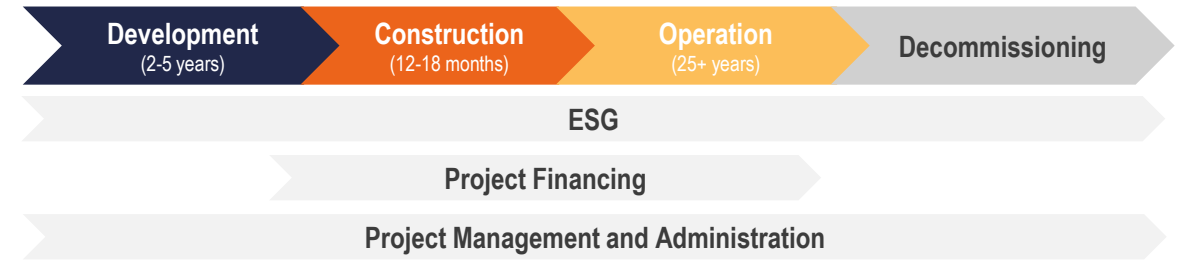 Development
(2-5 years)
Construction
(12-18 months)
Operation
(25+ years)
Decommissioning
ESG
Project Financing
Project Management and Administration